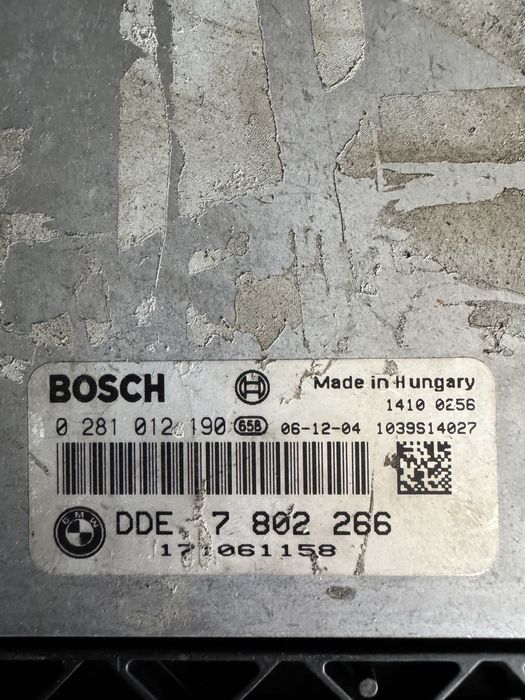 BOSCH
Made in Hungary
1410 0256
0 281 012 190 658 06-12-04 1039S14027
BMW
DDE 7 802 266
171061158